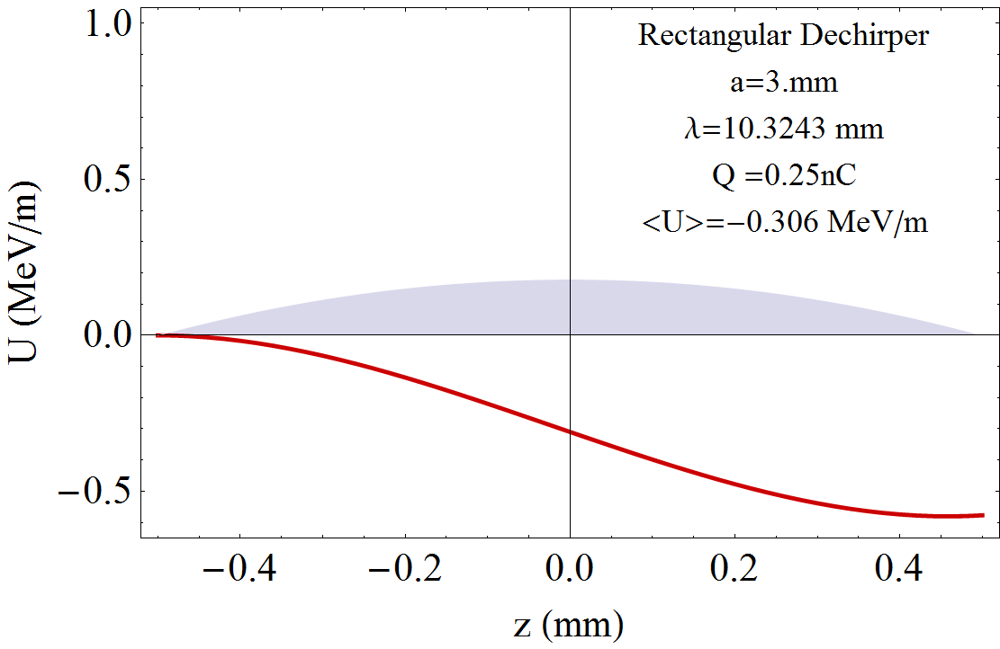 Rectangular Dechirper
a=3.mm
λ=10.3243 mm
Q =0.25nC
<U>=−0.306 MeV/m
U (MeV/m)
1.0
0.5
0.0
−0.5
−0.4
−0.2
0.0
0.2
0.4
z (mm)